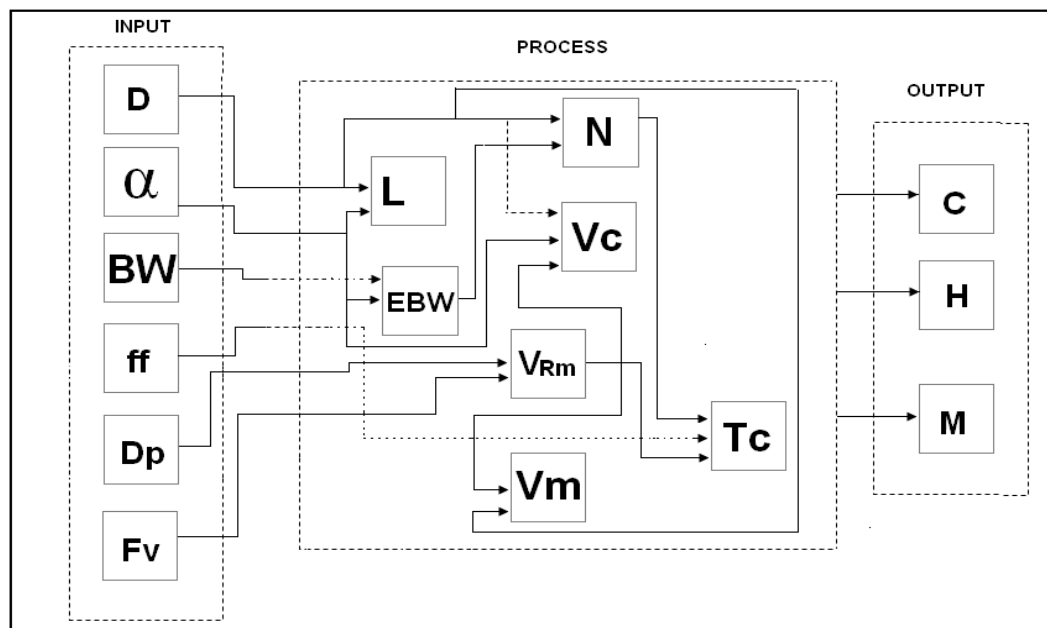 INPUT
D
α
BW
ff
Dp
Fv
PROCESS
L
EBW
N
Vc
VRm
Vm
Tc
OUTPUT
C
H
M